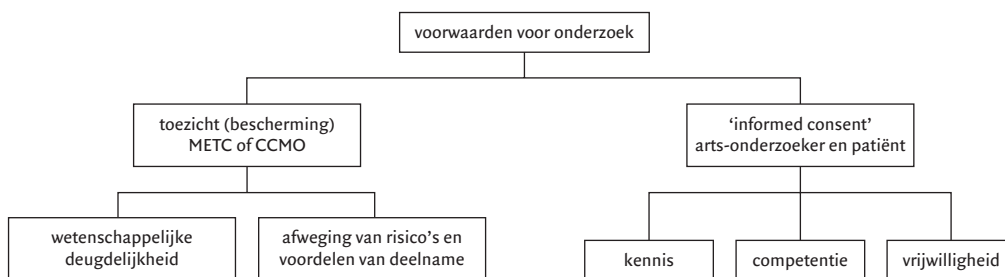 voorwaarden voor onderzoek
toezicht (bescherming)
METC of CCMO
‘informed consent’
arts-onderzoeker en patiënt
wetenschappelijke
deugdelijkheid
afweging van risico’s en
voordelen van deelname
kennis
competentie
vrijwilligheid